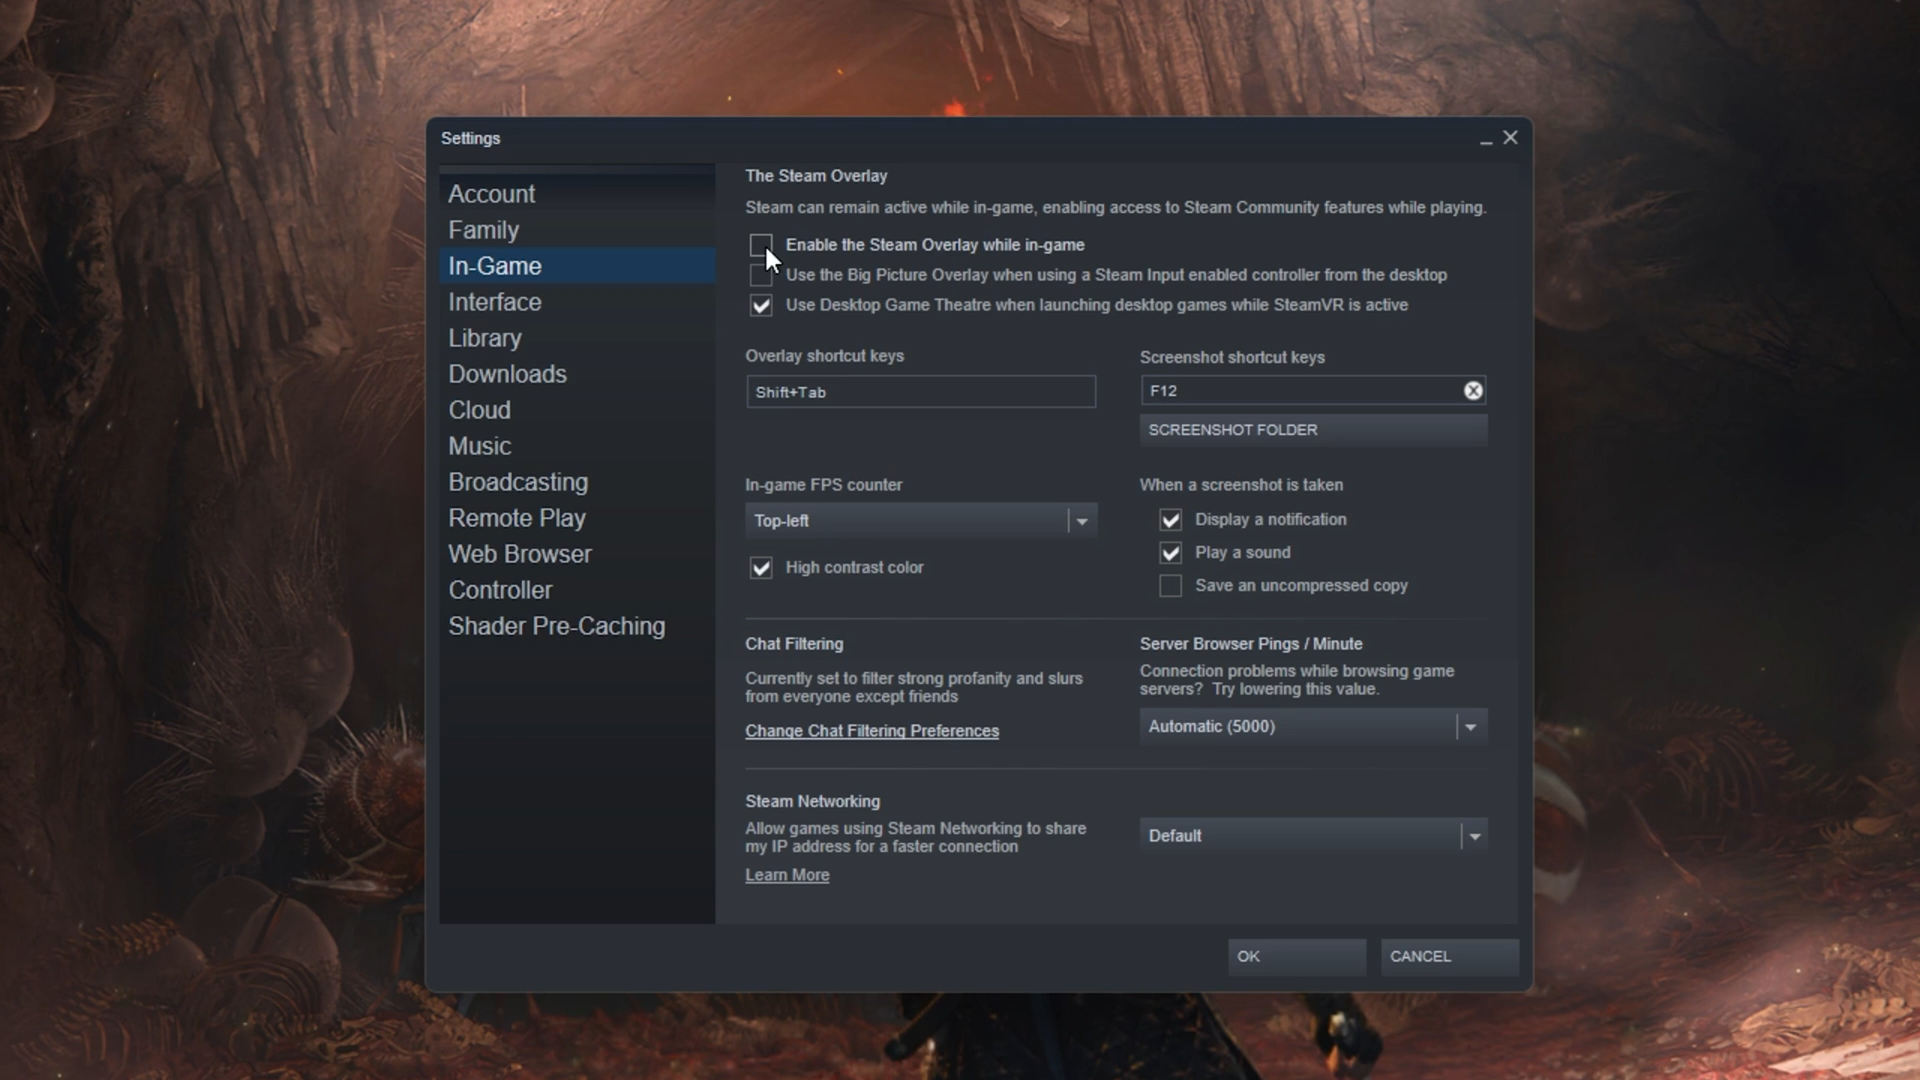 Settings
Account
Family
In-Game
Interface
Library
Downloads
Cloud
Music
Broadcasting
Remote Play
Web Browser
Controller
Shader Pre-Caching
The Steam Overlay
Steam can remain active while in-game, enabling access to Steam Community features while playing.
Enable the Steam Overlay while in-game
Use the Big Picture Overlay when using a Steam Input enabled controller from the desktop
Use Desktop Game Theatre when launching desktop games while SteamVR is active
Overlay shortcut keys
Shift+Tab
Screenshot shortcut keys
F12
SCREENSHOT FOLDER
In-game FPS counter
Top-left
High contrast color
When a screenshot is taken
Display a notification
Play a sound
Save an uncompressed copy
Chat Filtering
Currently set to filter strong profanity and slurs
from everyone except friends
Change Chat Filtering Preferences
Server Browser Pings / Minute
Connection problems while browsing game
servers? Try lowering this value.
Automatic (5000)
Steam Networking
Allow games using Steam Networking to share
my IP address for a faster connection
Learn More
Default
OK
CANCEL